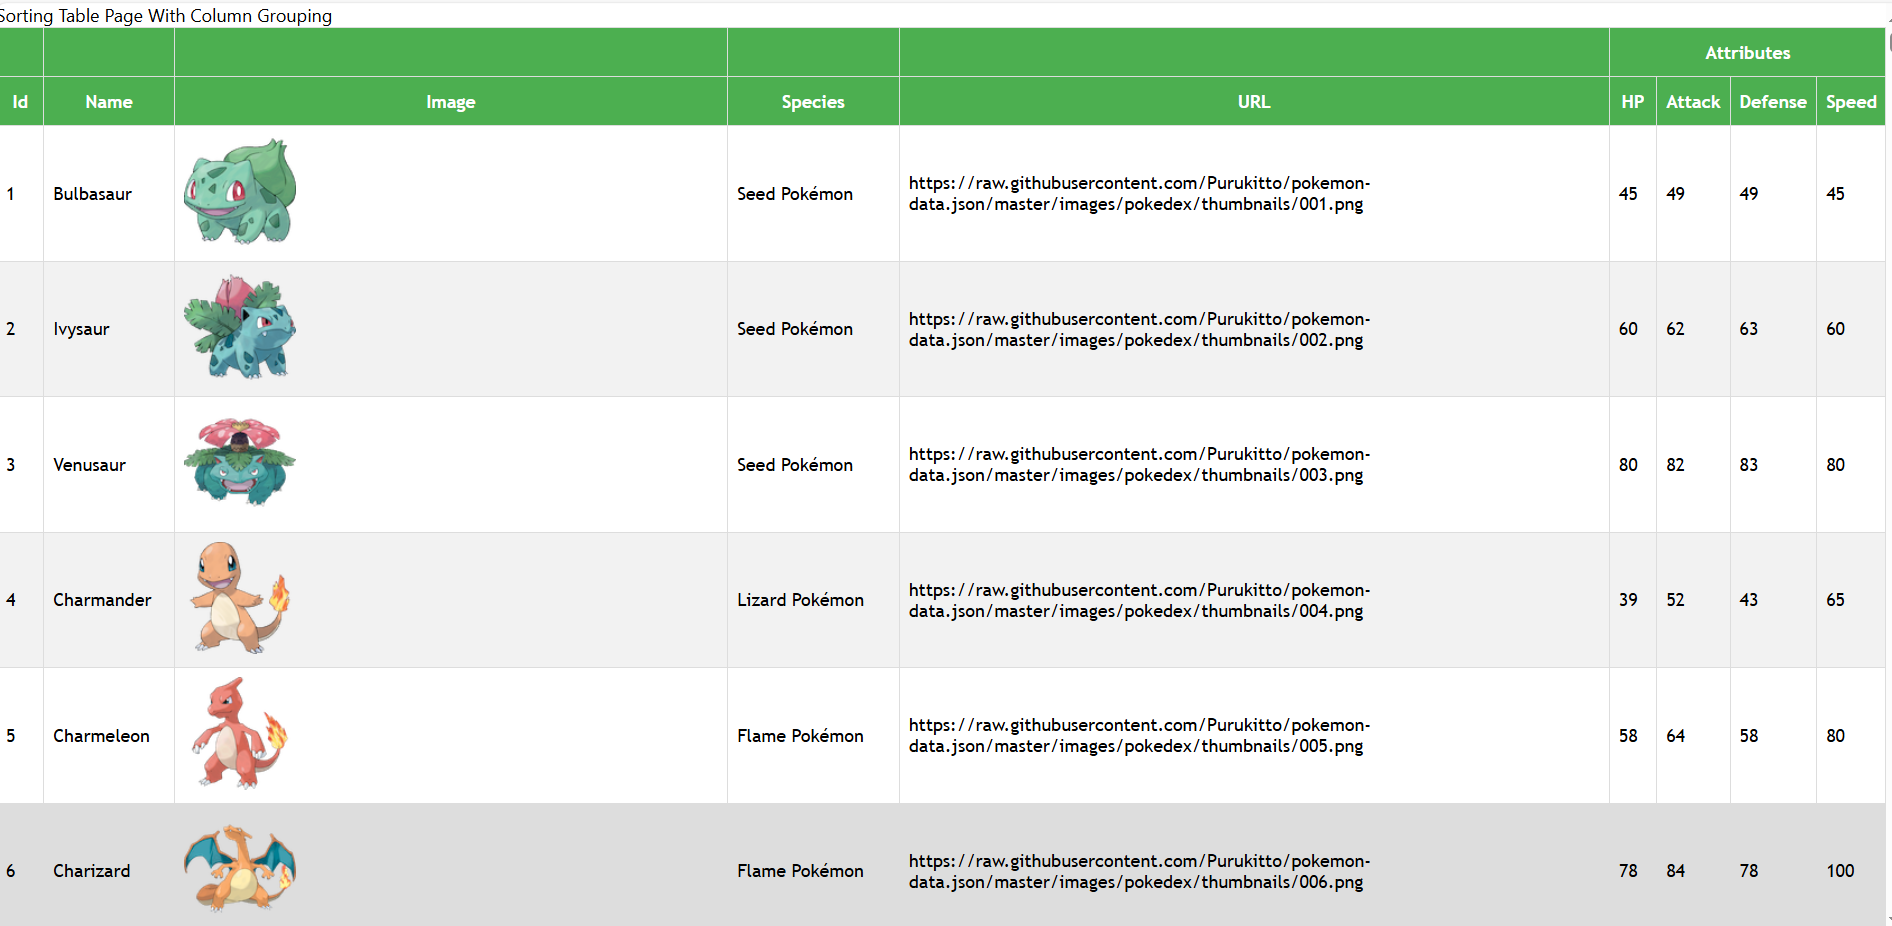 Sorting Table Page With Column Grouping
Attributes
Id Name Image Species URL HP Attack Defense Speed
1 Bulbasaur Seed Pokémon https://raw.githubusercontent.com/Purukitto/pokemon- 45 49 49 45
data.json/master/images/pokedex/thumbnails/001.png
2 Ivysaur Seed Pokémon https://raw.githubusercontent.com/Purukitto/pokemon- 60 62 63 60
data.json/master/images/pokedex/thumbnails/002.png
3 Venusaur Seed Pokémon https://raw.githubusercontent.com/Purukitto/pokemon- 80 82 83 80
data.json/master/images/pokedex/thumbnails/003.png
4 Charmander Lizard Pokémon https://raw.githubusercontent.com/Purukitto/pokemon- 39 52 43 65
data.json/master/images/pokedex/thumbnails/004.png
5 Charmeleon Flame Pokémon https://raw.githubusercontent.com/Purukitto/pokemon- 58 64 58 80
data.json/master/images/pokedex/thumbnails/005.png
6 Charizard Flame Pokémon https://raw.githubusercontent.com/Purukitto/pokemon- 78 84 78 100
data.json/master/images/pokedex/thumbnails/006.png